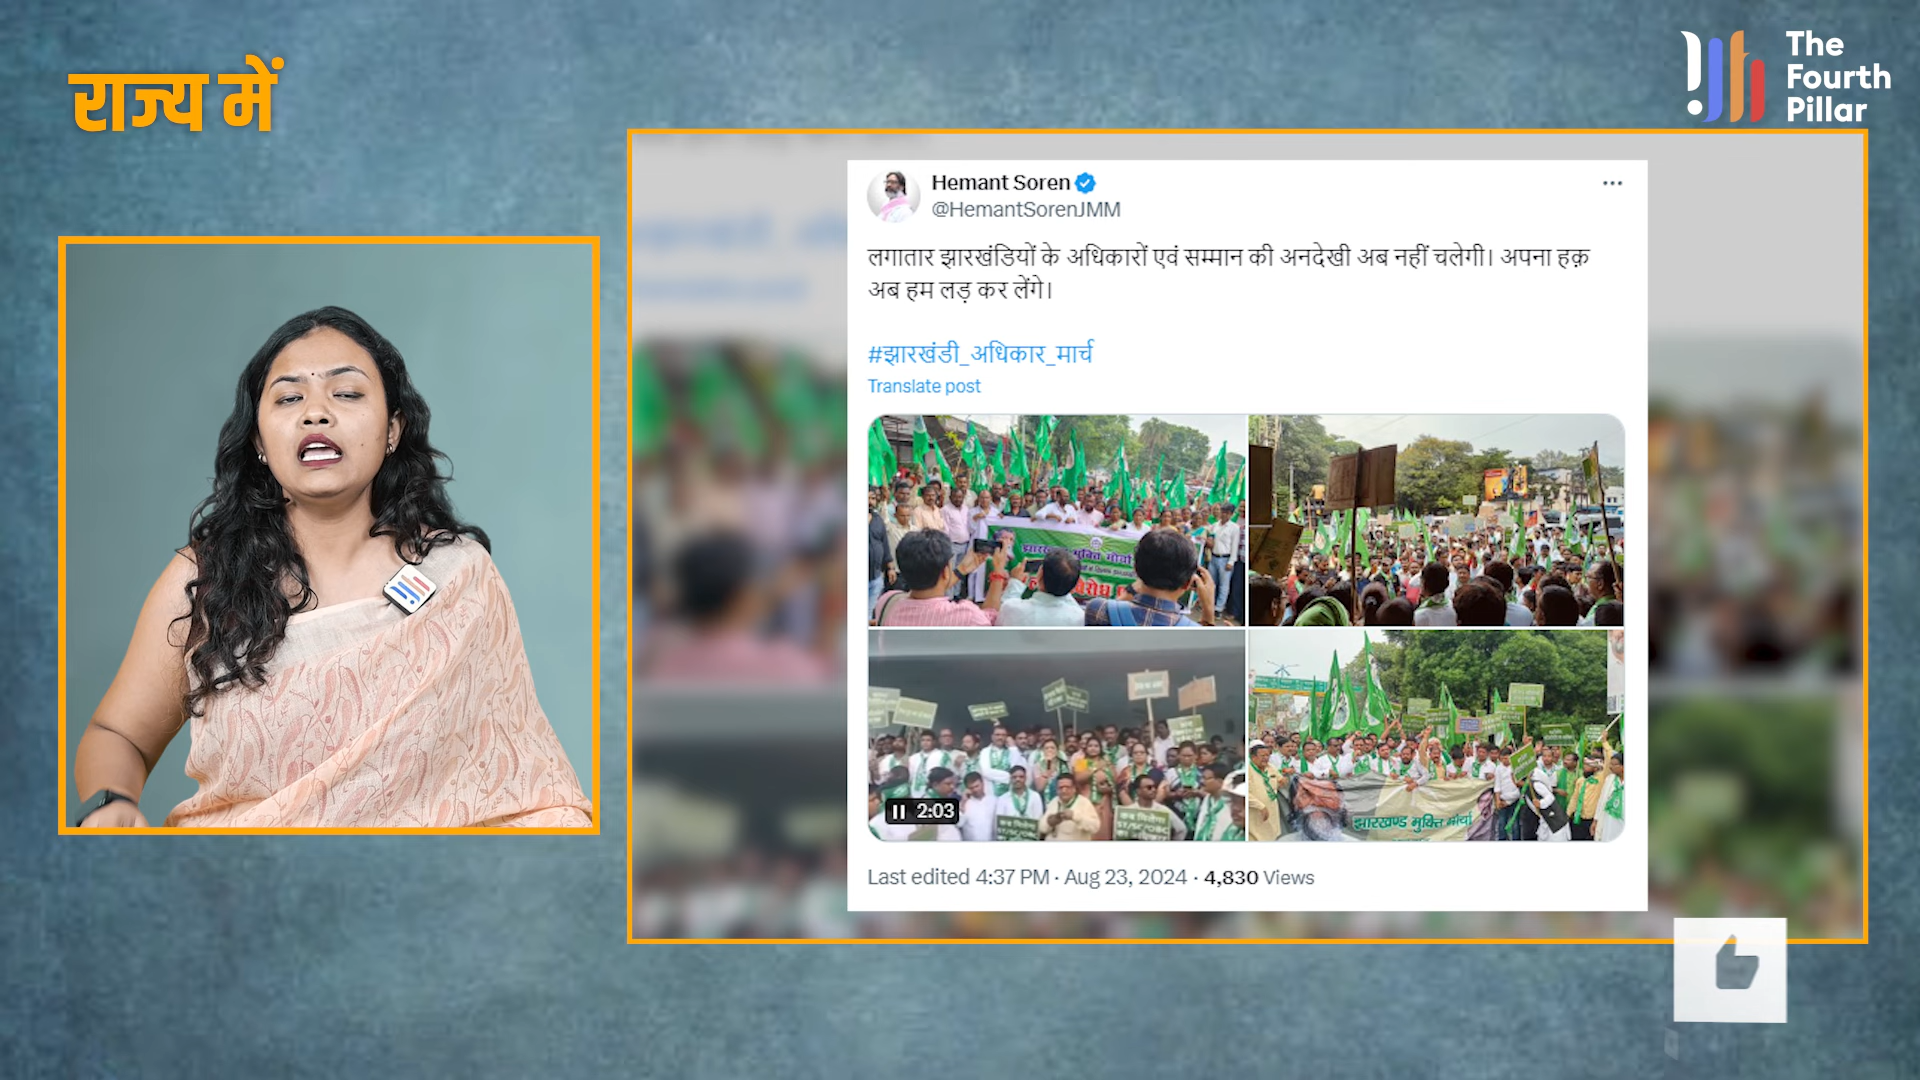 राज्य में
The
Fourth
Pillar
Hemant Soren
@HemantSorenJMM
लगातार झारखंडियों के अधिकारों एवं सम्मान की अनदेखी अब नहीं चलेगी। अपना हक़
अब हम लड़ कर लेंगे।
#झारखंडी_अधिकार_मार्च
Translate post
मुक्ति मोर्चा
2:03
झारखण्ड मुक्ति मोर्चा
Last edited 4:37 PM · Aug 23, 2024 · 4,830 Views